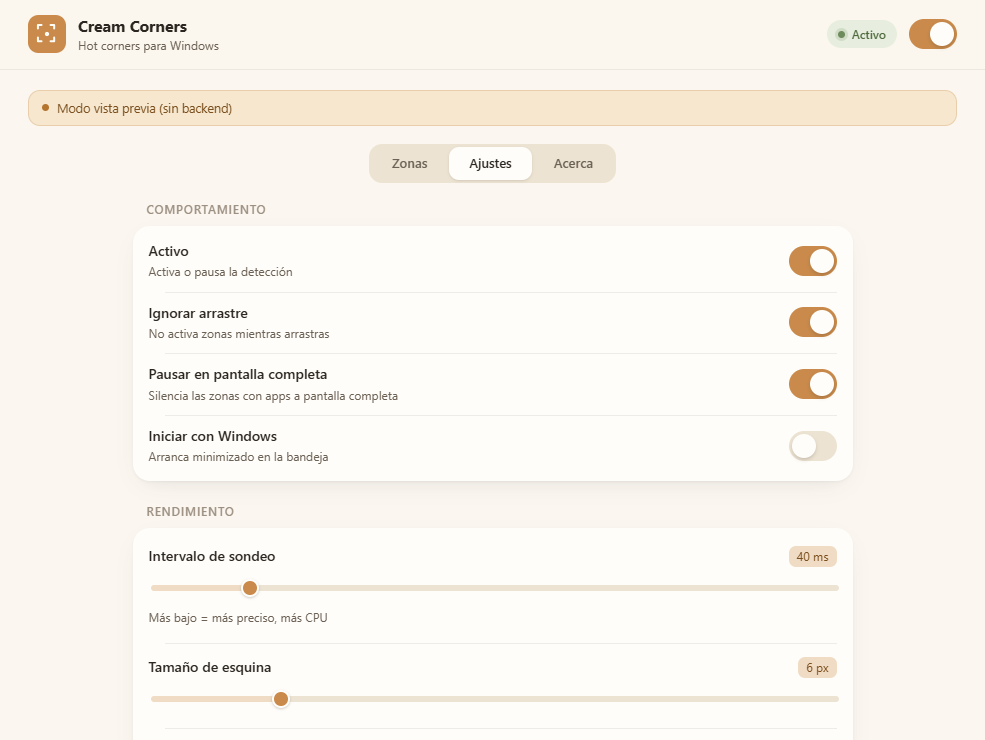 Cream Corners
Hot corners para Windows
Activo
Modo vista previa (sin backend)
Zonas
Ajustes
Acerca
COMPORTAMIENTO
Activo
Activa o pausa la detección
Ignorar arrastre
No activa zonas mientras arrastras
Pausar en pantalla completa
Silencia las zonas con apps a pantalla completa
Iniciar con Windows
Arranca minimizado en la bandeja
RENDIMIENTO
Intervalo de sondeo
40 ms
Más bajo = más preciso, más CPU
Tamaño de esquina
6 px